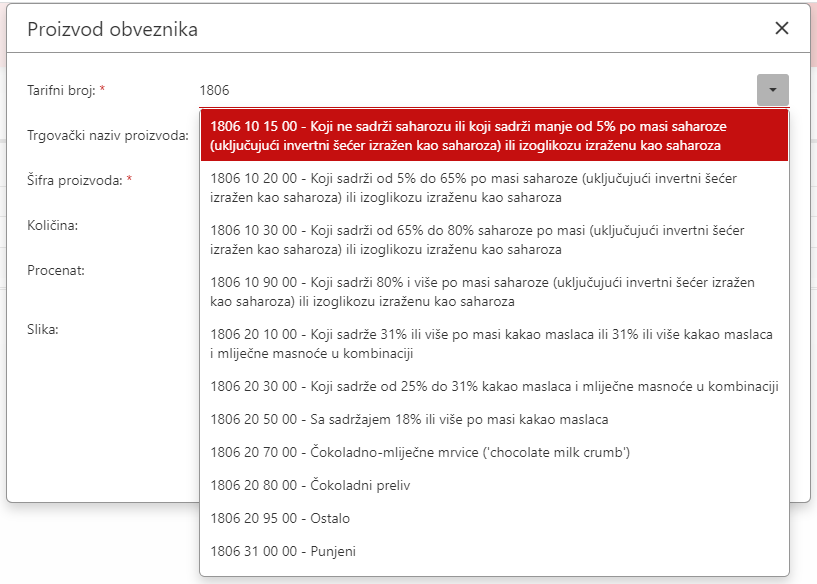 Proizvod obveznika
Tarifni broj: *
1806
Trgovački naziv proizvoda:
Šifra proizvoda: *
Količina:
Procenat:
Slika:
1806 10 15 00 - Koji ne sadrži saharozu ili koji sadrži manje od 5% po masi saharoze
(uključujući invertni šećer izražen kao saharoza) ili izoglikozu izraženu kao saharoza
1806 10 20 00 - Koji sadrži od 5% do 65% po masi saharoze (uključujući invertni šećer
izražen kao saharoza) ili izoglikozu izraženu kao saharoza
1806 10 30 00 - Koji sadrži od 65% do 80% saharoze po masi (uključujući invertni šećer
izražen kao saharoza) ili izoglikozu izraženu kao saharoza
1806 10 90 00 - Koji sadrži 80% i više po masi saharoze (uključujući invertni šećer izražen
kao saharoza) ili izoglikozu izraženu kao saharoza
1806 20 10 00 - Koji sadrže 31% ili više po masi kakao maslaca ili 31% ili više kakao maslaca
i mliječne masnoće u kombinaciji
1806 20 30 00 - Koji sadrže od 25% do 31% kakao maslaca i mliječne masnoće u kombinaciji
1806 20 50 00 - Sa sadržajem 18% ili više po masi kakao maslaca
1806 20 70 00 - Čokoladno-mliječne mrvice ('chocolate milk crumb')
1806 20 80 00 - Čokoladni preliv
1806 20 95 00 - Ostalo
1806 31 00 00 - Punjeni